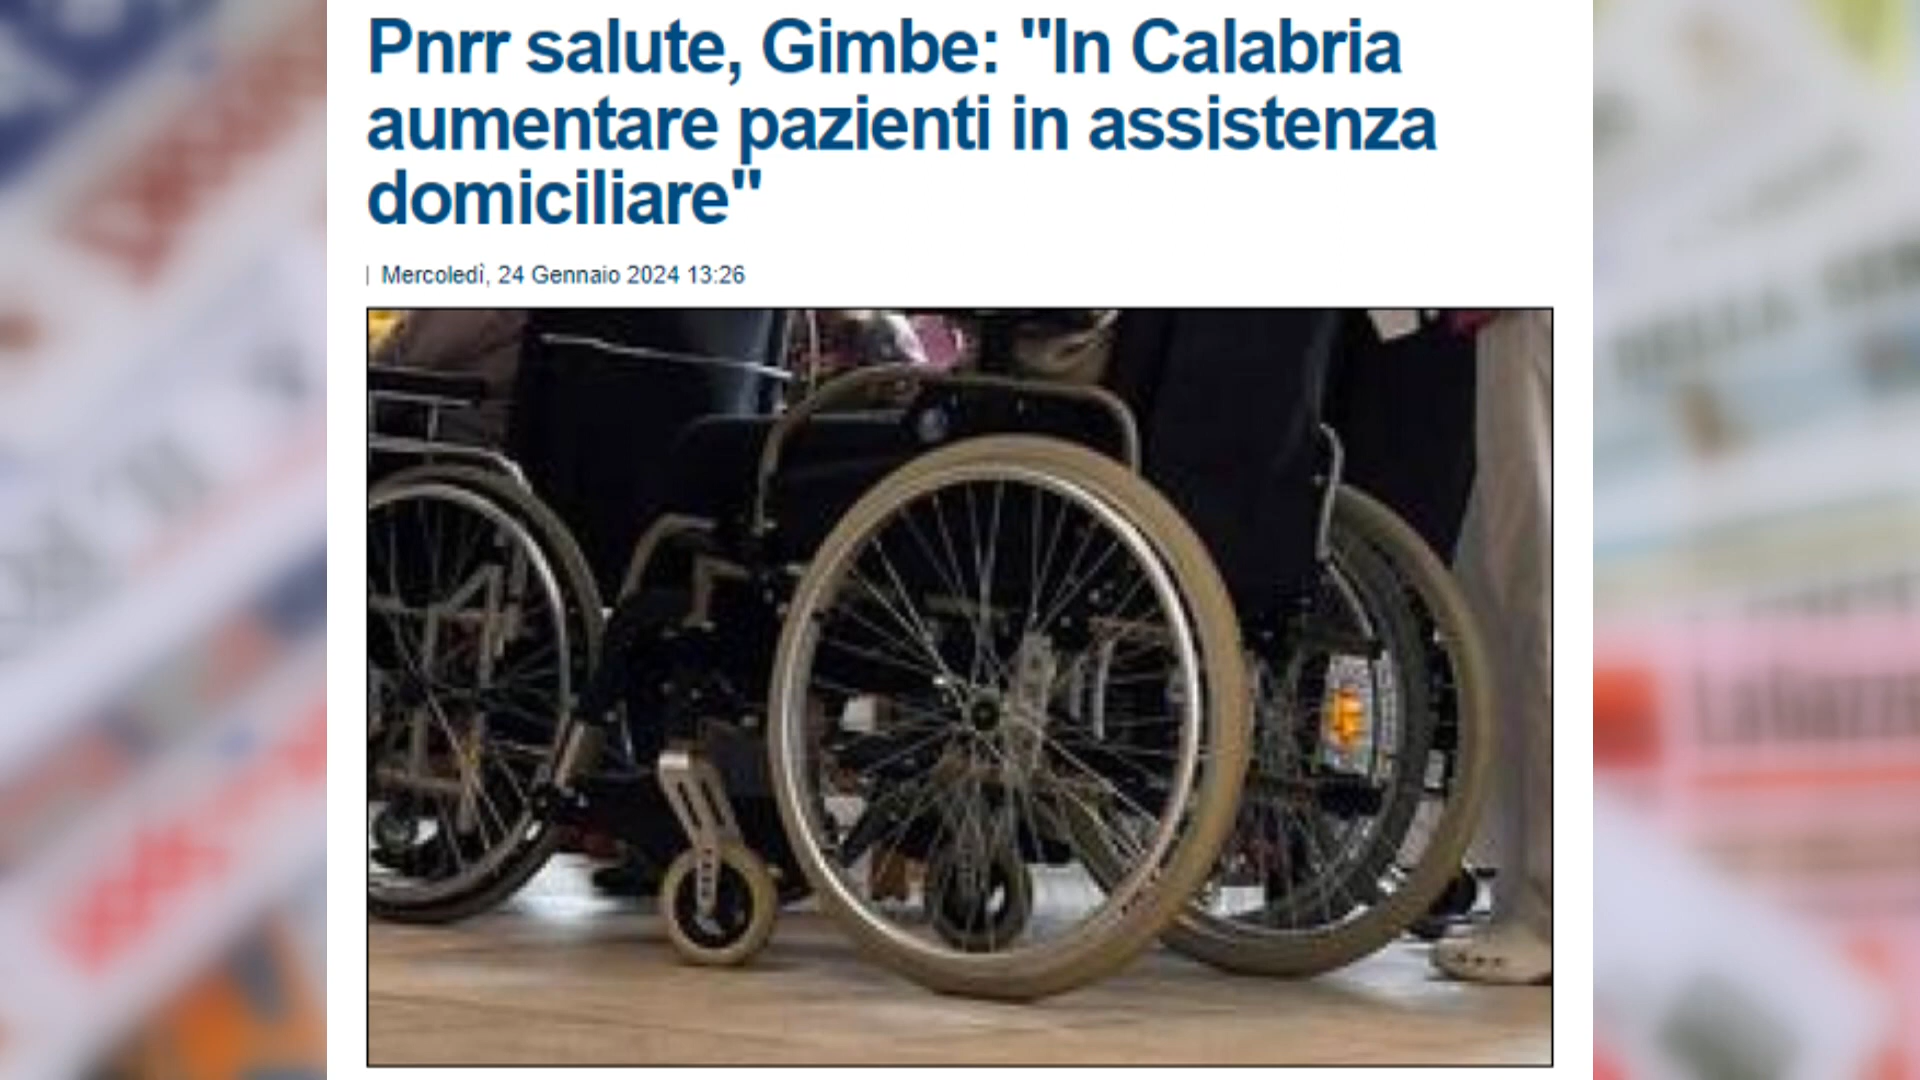 Pnrr salute, Gimbe: "In Calabria
aumentare pazienti in assistenza
domiciliare"
| Mercoledì, 24 Gennaio 2024 13:26